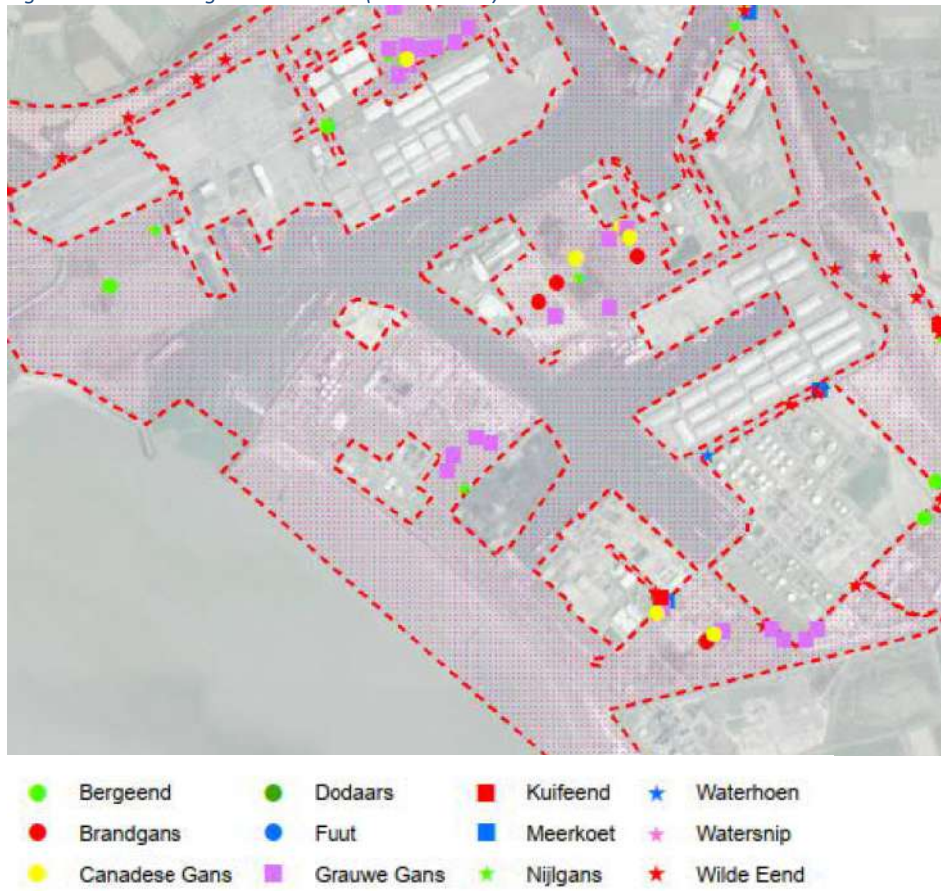 Bergeend Dodaars Kuifeend Waterhoen
Brandgans Fuut Meerkoet Watersnip
Canadese Gans Grauwe Gans Nijlgans Wilde Eend